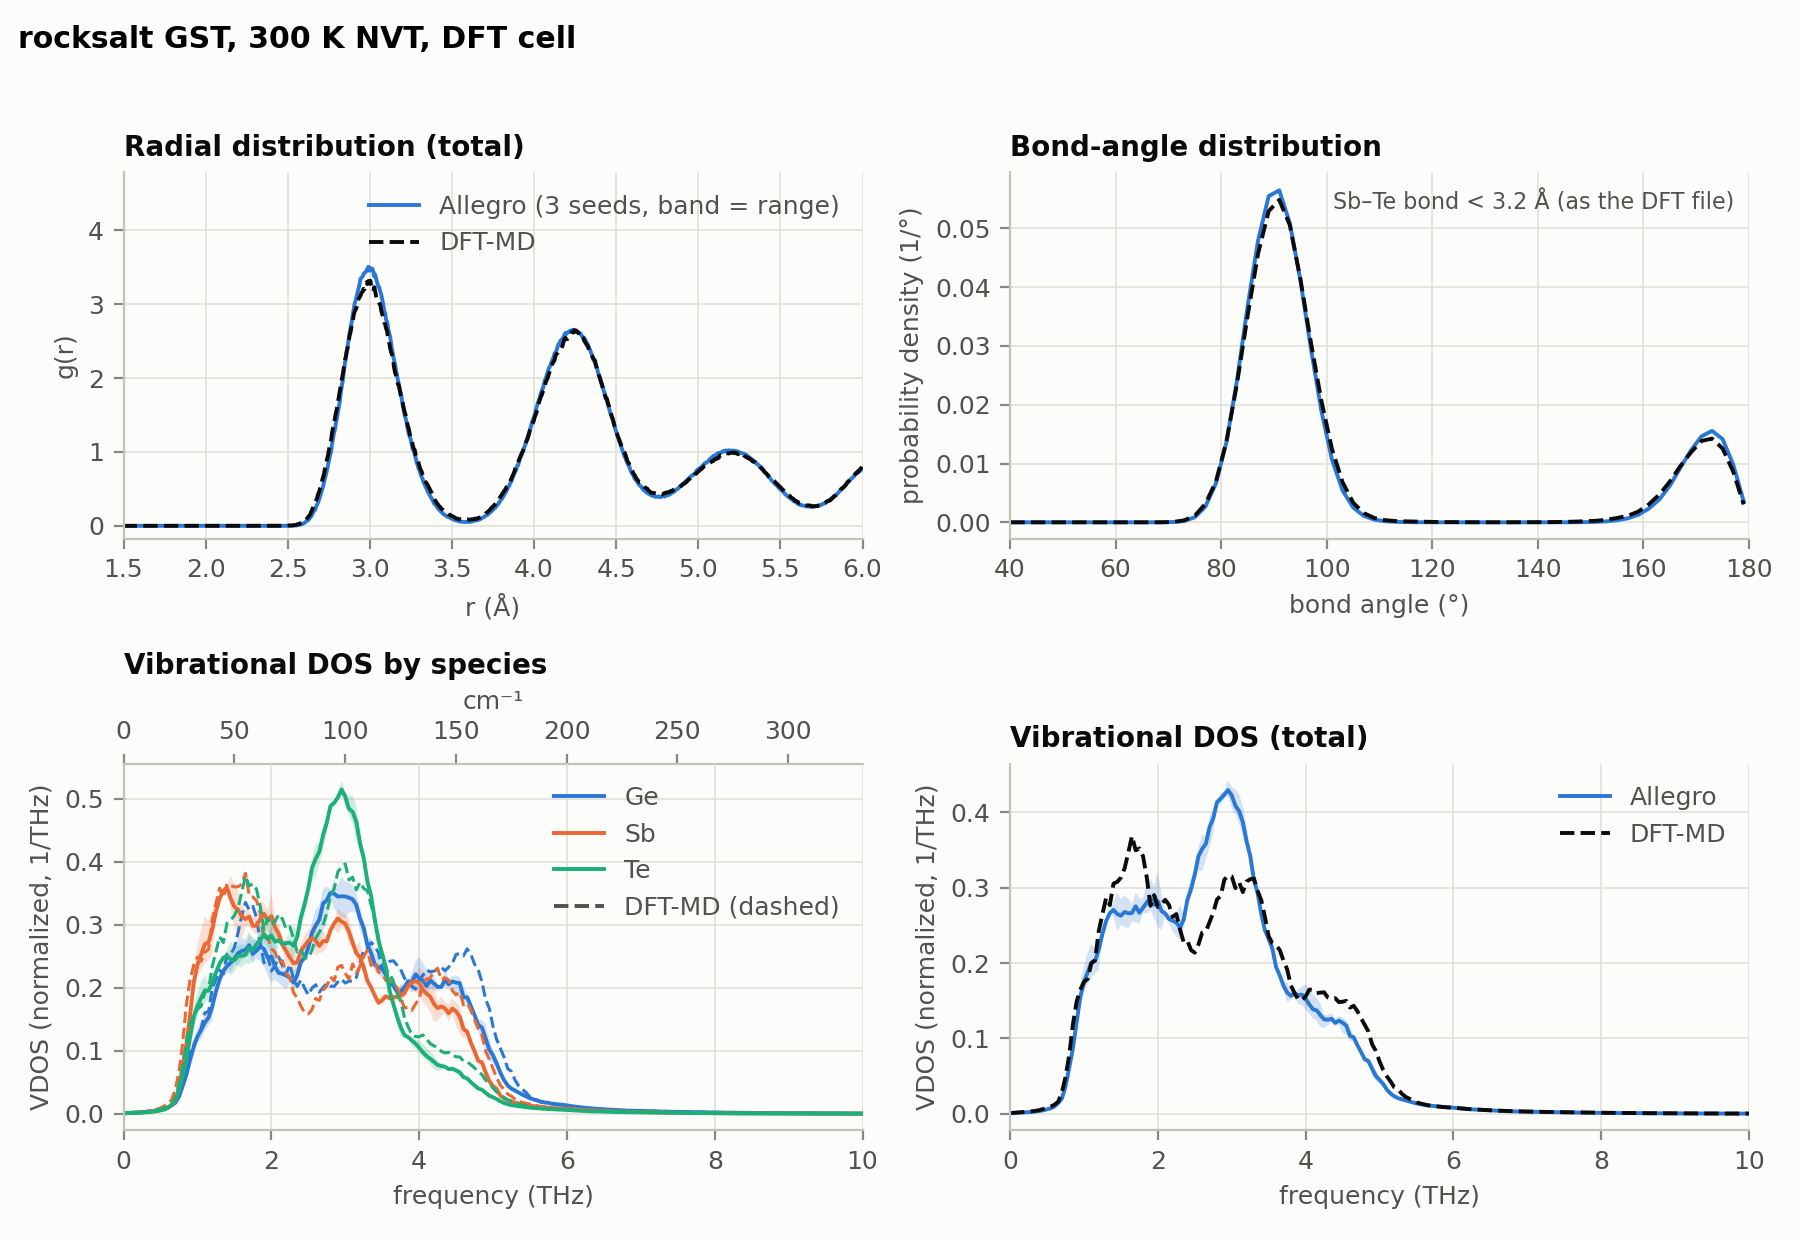 rocksalt GST, 300 K NVT, DFT cell
Radial distribution (total)
Allegro (3 seeds, band = range)
DFT-MD
g(r)
4
3
2
1
0
1.5 2.0 2.5 3.0 3.5 4.0 4.5 5.0 5.5 6.0
r (Å)
Bond-angle distribution
Sb–Te bond < 3.2 Å (as the DFT file)
probability density (1/°)
0.05
0.04
0.03
0.02
0.01
0.00
40 60 80 100 120 140 160 180
bond angle (°)
Vibrational DOS by species
cm⁻¹
0 50 100 150 200 250 300
Ge
Sb
Te
DFT-MD (dashed)
VDOS (normalized, 1/THz)
0.5
0.4
0.3
0.2
0.1
0.0
0 2 4 6 8 10
frequency (THz)
Vibrational DOS (total)
Allegro
DFT-MD
VDOS (normalized, 1/THz)
0.4
0.3
0.2
0.1
0.0
0 2 4 6 8 10
frequency (THz)